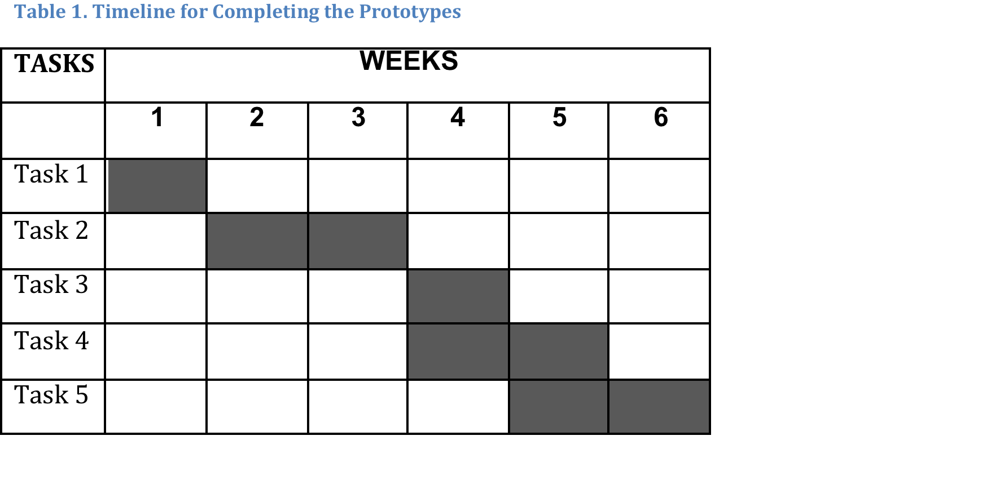 Table 1. Timeline for Completing the Prototypes
TASKS WEEKS
1 2 3 4 5 6
Task 1
Task 2
Task 3
Task 4
Task 5